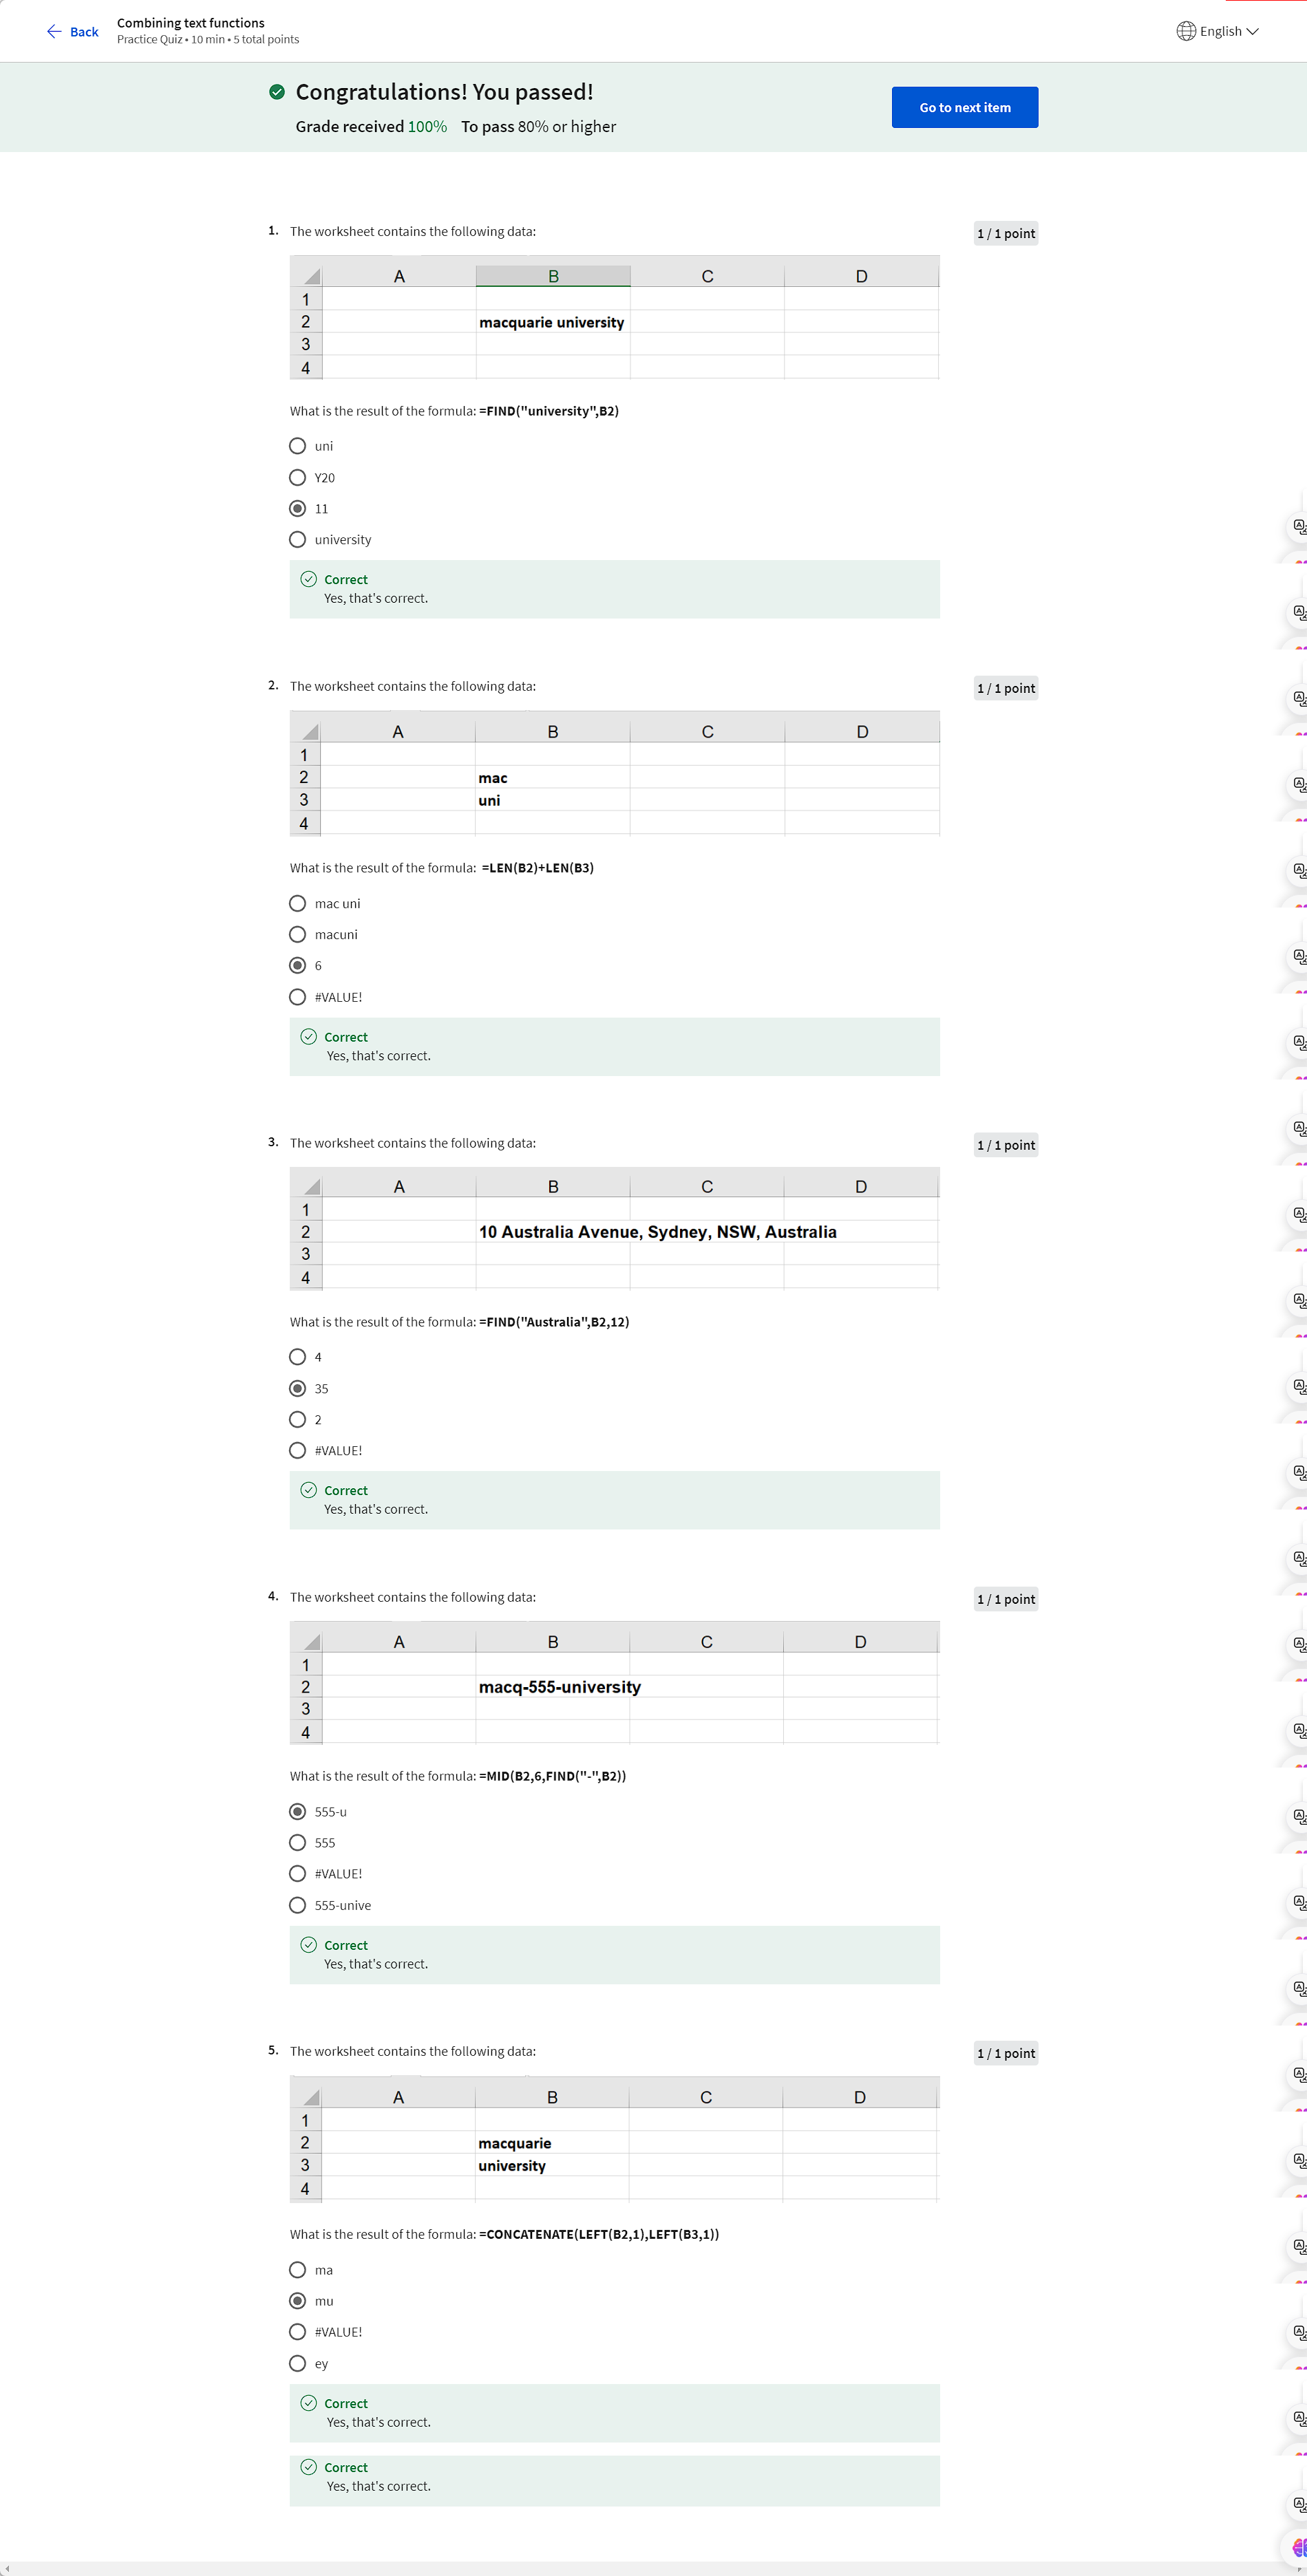 Back
Combining text functions
Practice Quiz • 10 min • 5 total points
English
Congratulations! You passed!
Grade received 100% To pass 80% or higher
Go to next item
1. The worksheet contains the following data:
1 / 1 point
A B C D
1
2 macquarie university
3
4
What is the result of the formula: =FIND("university",B2)
uni
Y20
11
university
Correct
Yes, that's correct.
2. The worksheet contains the following data:
1 / 1 point
A B C D
1
2 mac
3 uni
4
What is the result of the formula: =LEN(B2)+LEN(B3)
mac uni
macuni
6
#VALUE!
Correct
Yes, that's correct.
3. The worksheet contains the following data:
1 / 1 point
A B C D
1
2 10 Australia Avenue, Sydney, NSW, Australia
3
4
What is the result of the formula: =FIND("Australia",B2,12)
4
35
2
#VALUE!
Correct
Yes, that's correct.
4. The worksheet contains the following data:
1 / 1 point
A B C D
1
2 macq-555-university
3
4
What is the result of the formula: =MID(B2,6,FIND("-",B2))
555-u
555
#VALUE!
555-unive
Correct
Yes, that's correct.
5. The worksheet contains the following data:
1 / 1 point
A B C D
1
2 macquarie
3 university
4
What is the result of the formula: =CONCATENATE(LEFT(B2,1),LEFT(B3,1))
ma
mu
#VALUE!
ey
Correct
Yes, that's correct.
Correct
Yes, that's correct.